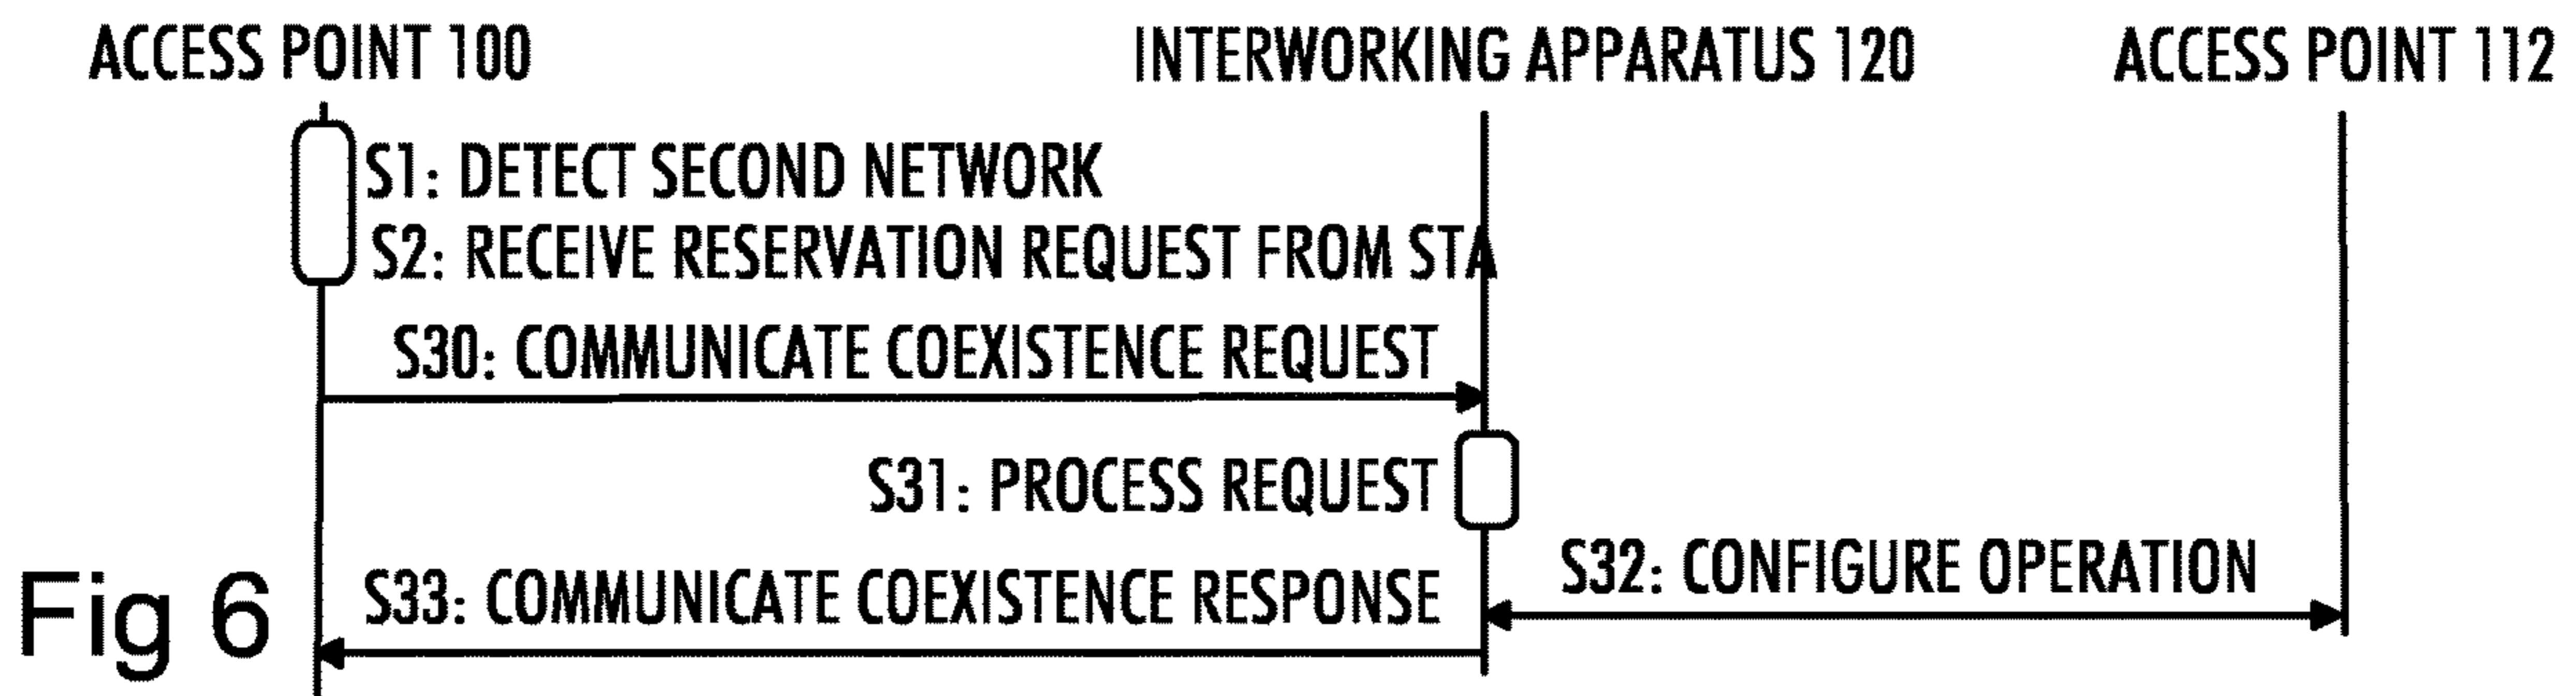 ACCESS POINT 100 INTERWORKING APPARATUS 120 ACCESS POINT 112
S1: DETECT SECOND NETWORK
S2: RECEIVE RESERVATION REQUEST FROM STA
S30: COMMUNICATE COEXISTENCE REQUEST
S31: PROCESS REQUEST
S32: CONFIGURE OPERATION
S33: COMMUNICATE COEXISTENCE RESPONSE
Fig 6